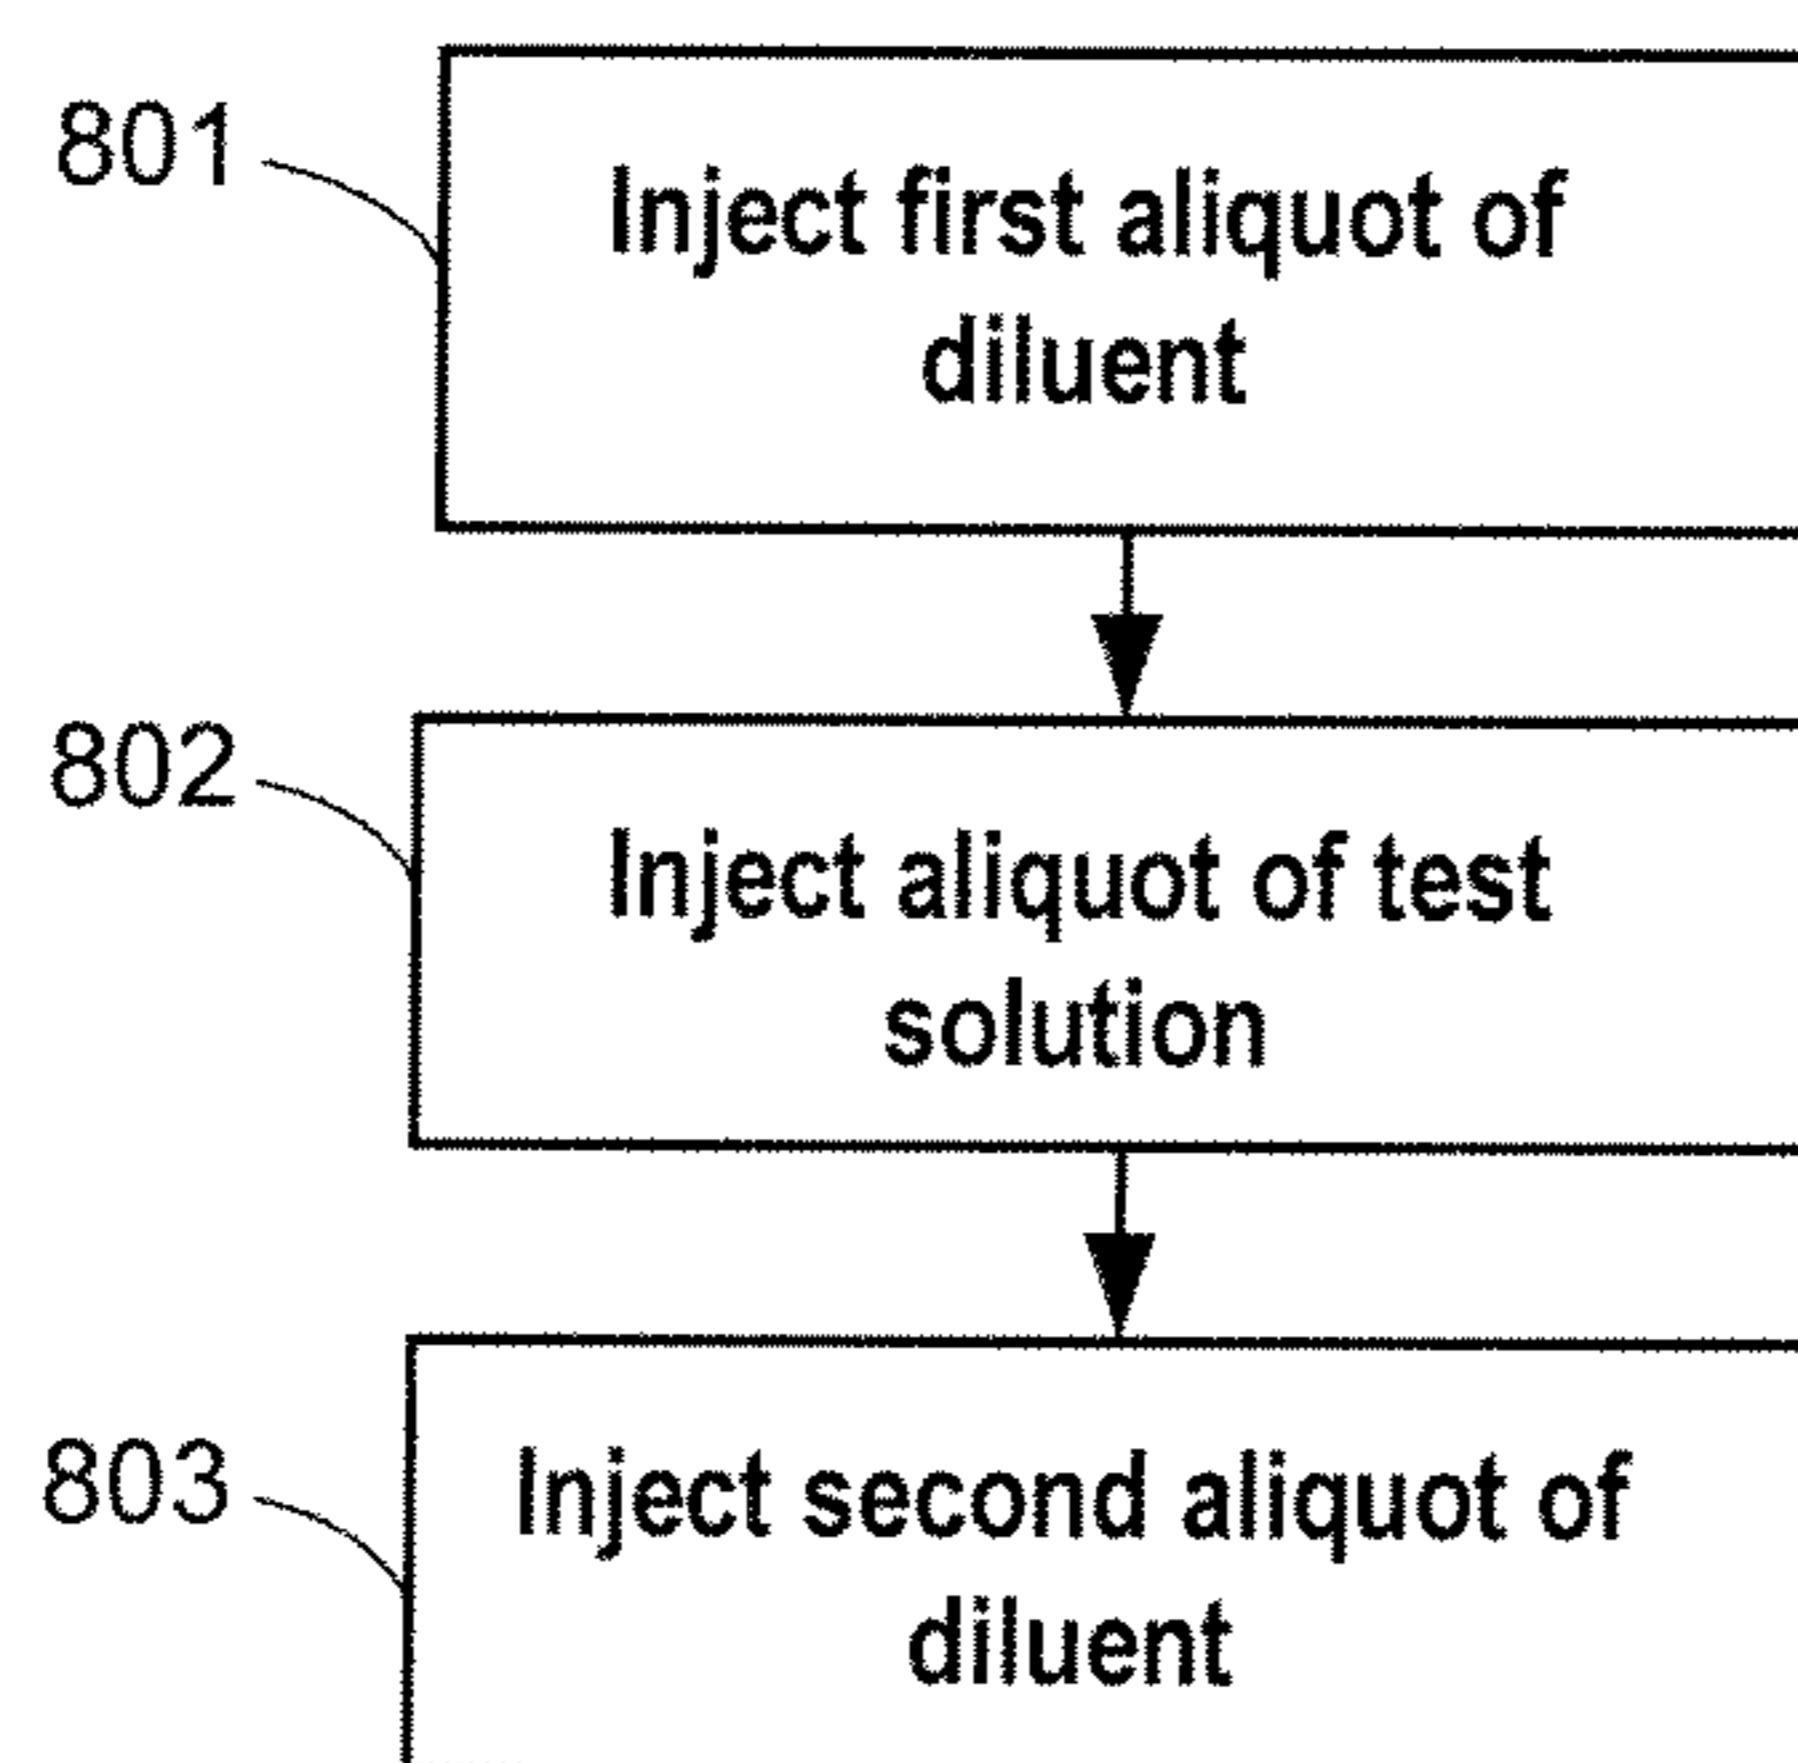 801
Inject first aliquot of
diluent
802
Inject aliquot of test
solution
803
Inject second aliquot of
diluent